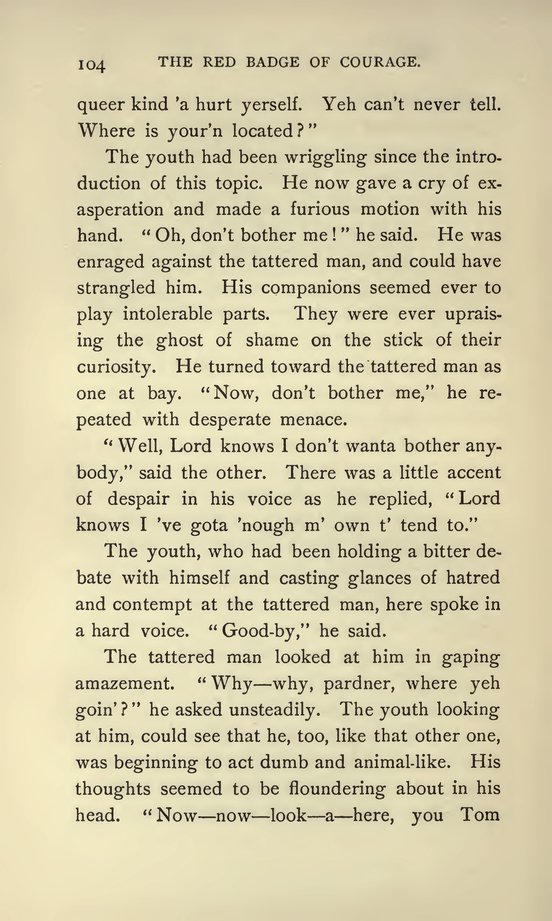 104 THE RED BADGE OF COURAGE.
queer kind 'a hurt yerself. Yeh can't never tell.
Where is your'n located?"
The youth had been wriggling since the intro-
duction of this topic. He now gave a cry of ex-
asperation and made a furious motion with his
hand. "Oh, don't bother me!" he said. He was
enraged against the tattered man, and could have
strangled him. His companions seemed ever to
play intolerable parts. They were ever uprais-
ing the ghost of shame on the stick of their
curiosity. He turned toward the tattered man as
one at bay. "Now, don't bother me," he re-
peated with desperate menace.
"Well, Lord knows I don't wanta bother any-
body," said the other. There was a little accent
of despair in his voice as he replied, "Lord
knows I 've gota 'nough m' own t' tend to."
The youth, who had been holding a bitter de-
bate with himself and casting glances of hatred
and contempt at the tattered man, here spoke in
a hard voice. "Good-by," he said.
The tattered man looked at him in gaping
amazement. "Why—why, pardner, where yeh
goin'?" he asked unsteadily. The youth looking
at him, could see that he, too, like that other one,
was beginning to act dumb and animal-like. His
thoughts seemed to be floundering about in his
head. "Now—now—look—a—here, you Tom